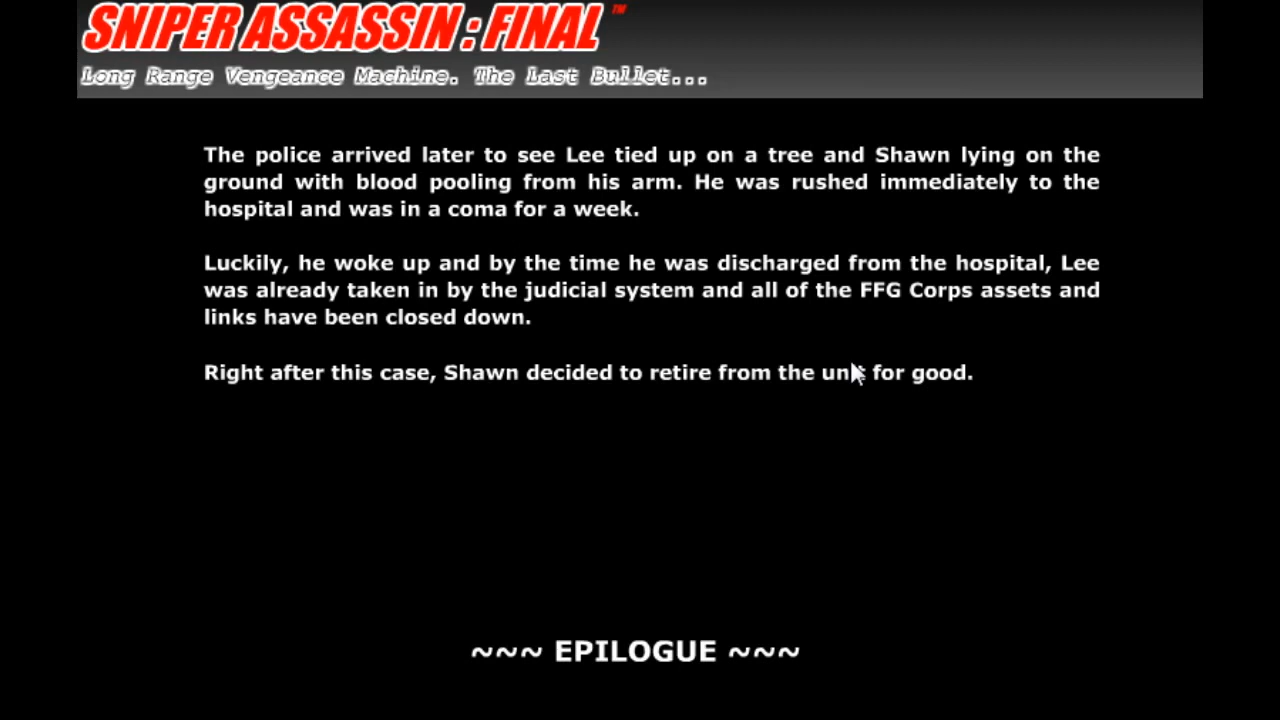 SNIPER ASSASSIN : FINAL ™
Long Range Vengeance Machine. The Last Bullet...
The police arrived later to see Lee tied up on a tree and Shawn lying on the
ground with blood pooling from his arm. He was rushed immediately to the
hospital and was in a coma for a week.
Luckily, he woke up and by the time he was discharged from the hospital, Lee
was already taken in by the judicial system and all of the FFG Corps assets and
links have been closed down.
Right after this case, Shawn decided to retire from the unit for good.
~~~ EPILOGUE ~~~